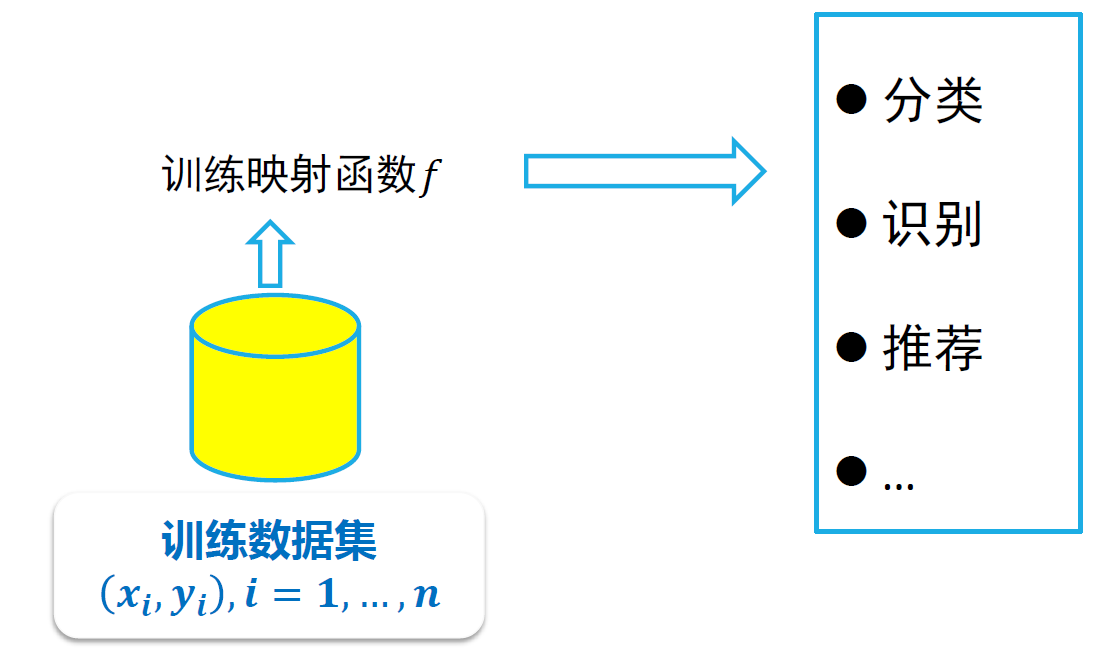 训练映射函数f
训练数据集
(xᵢ, yᵢ), i = 1, ... , n
● 分类
● 识别
● 推荐
● ...